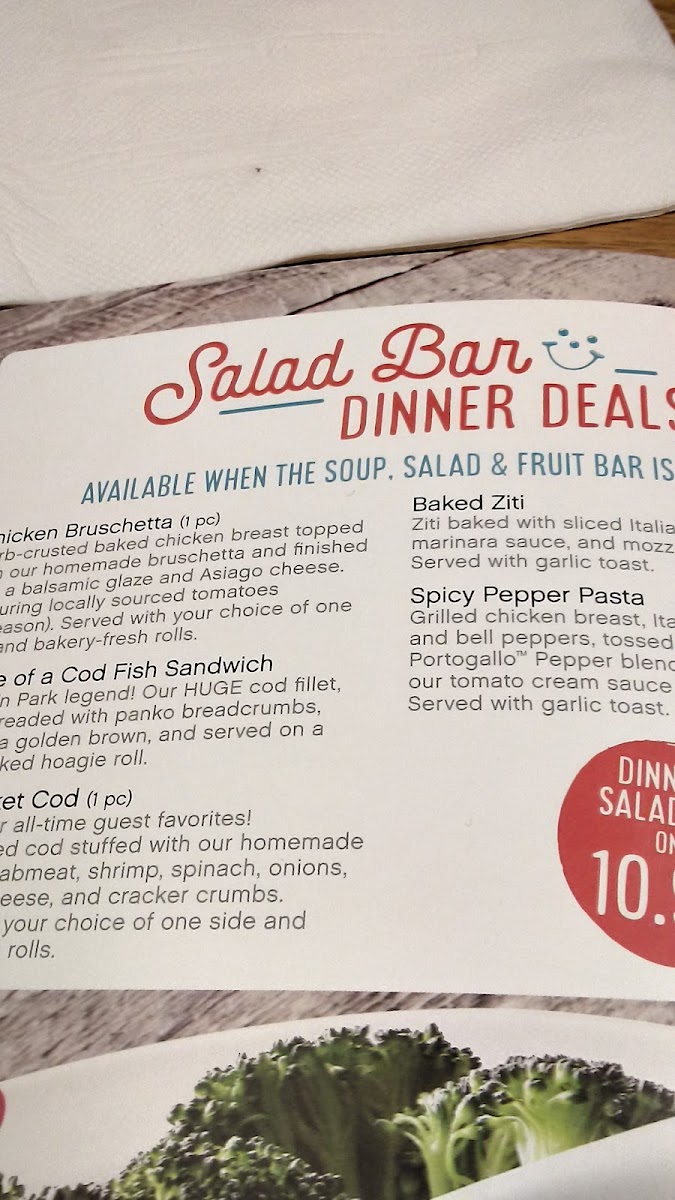 Salad Bar
DINNER DEALS
AVAILABLE WHEN THE SOUP, SALAD & FRUIT BAR IS
hicken Bruschetta (1 pc)
rb-crusted baked chicken breast topped
our homemade bruschetta and finished
a balsamic glaze and Asiago cheese.
uring locally sourced tomatoes
eason). Served with your choice of one
and bakery-fresh rolls.
e of a Cod Fish Sandwich
n Park legend! Our HUGE cod fillet,
readed with panko breadcrumbs,
a golden brown, and served on a
ked hoagie roll.
ket Cod (1 pc)
r all-time guest favorites!
ed cod stuffed with our homemade
abmeat, shrimp, spinach, onions,
eese, and cracker crumbs.
your choice of one side and
rolls.
Baked Ziti
Ziti baked with sliced Italia
marinara sauce, and mozz
Served with garlic toast.
Spicy Pepper Pasta
Grilled chicken breast, Ita
and bell peppers, tossed
Portogallo™ Pepper blend
our tomato cream sauce
Served with garlic toast.
DINN
SALAD
ON
10.9